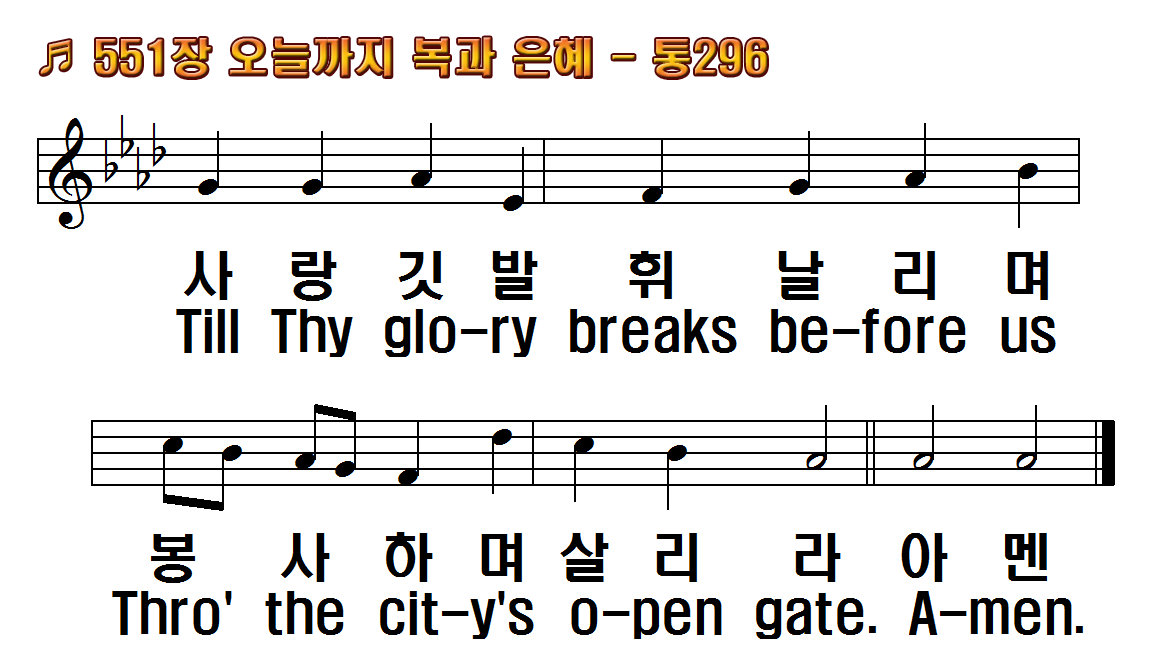 ♬ 551장 오늘까지 복과 은혜 - 통296
사 랑 깃 발 휘 날 리 며
Till Thy glo-ry breaks be-fore us
봉 사 하 며 살 리 라 아 멘
Thro' the cit-y's o-pen gate. A-men.